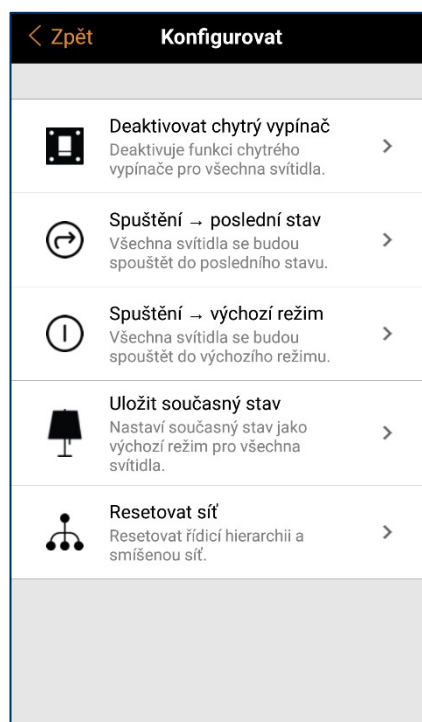 Zpět Konfigurovat
Deaktivovat chytrý vypínač
Deaktivuje funkci chytrého
vypínače pro všechna svítidla.
Spuštění → poslední stav
Všechna svítidla se budou
spouštět do posledního stavu.
Spuštění → výchozí režim
Všechna svítidla se budou
spouštět do výchozího režimu.
Uložit současný stav
Nastaví současný stav jako
výchozí režim pro všechna
svítidla.
Resetovat síť
Resetovat řídicí hierarchii a
smíšenou síť.